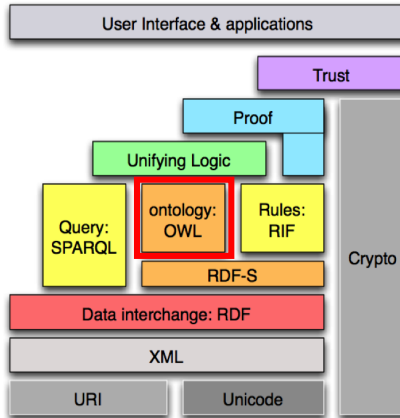 User Interface & applications
Trust
Proof
Unifying Logic
Query:
SPARQL
ontology:
OWL
Rules:
RIF
Crypto
RDF-S
Data interchange: RDF
XML
URI
Unicode